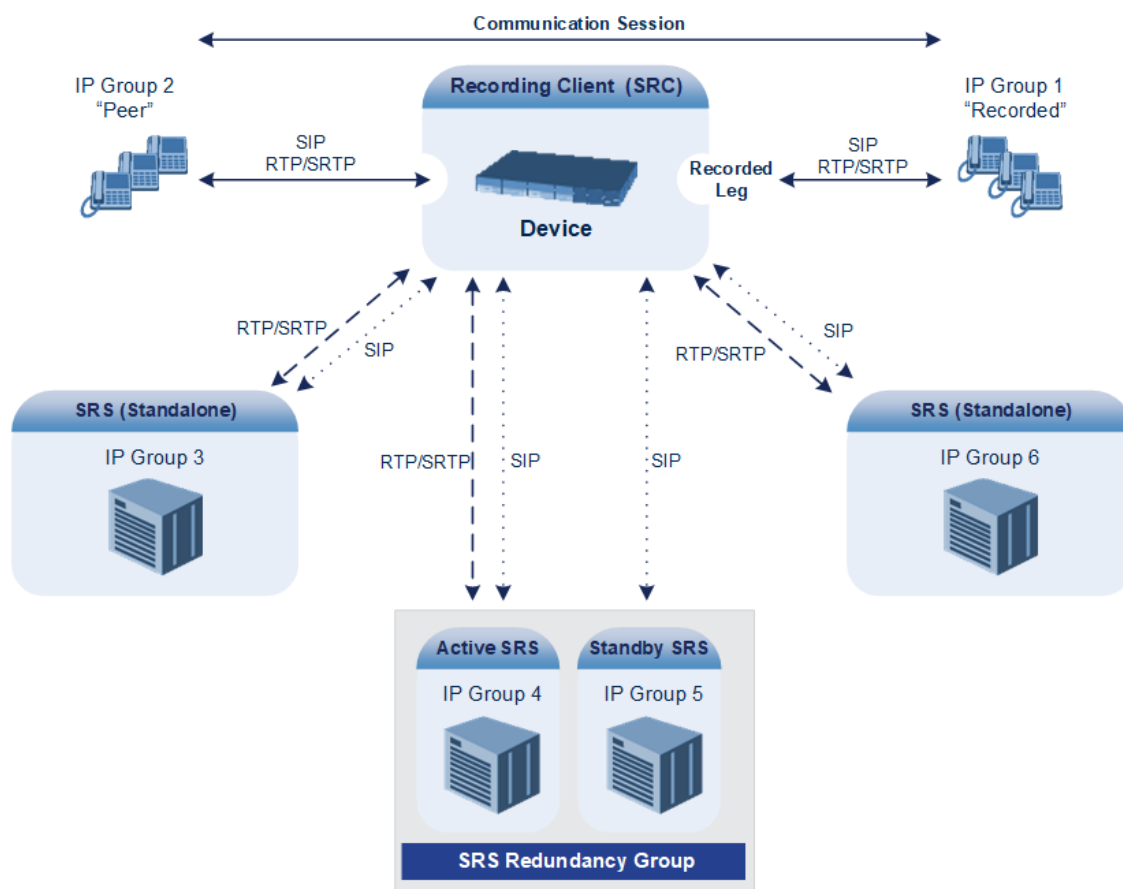 Communication Session
IP Group 2
“Peer”
Recording Client (SRC)
IP Group 1
“Recorded”
SIP
RTP/SRTP
Recorded
Leg
SIP
RTP/SRTP
Device
RTP/SRTP
SIP
SIP
RTP/SRTP
SRS (Standalone)
IP Group 3
RTP/SRTP
SIP
SIP
SRS (Standalone)
IP Group 6
Active SRS
IP Group 4
Standby SRS
IP Group 5
SRS Redundancy Group